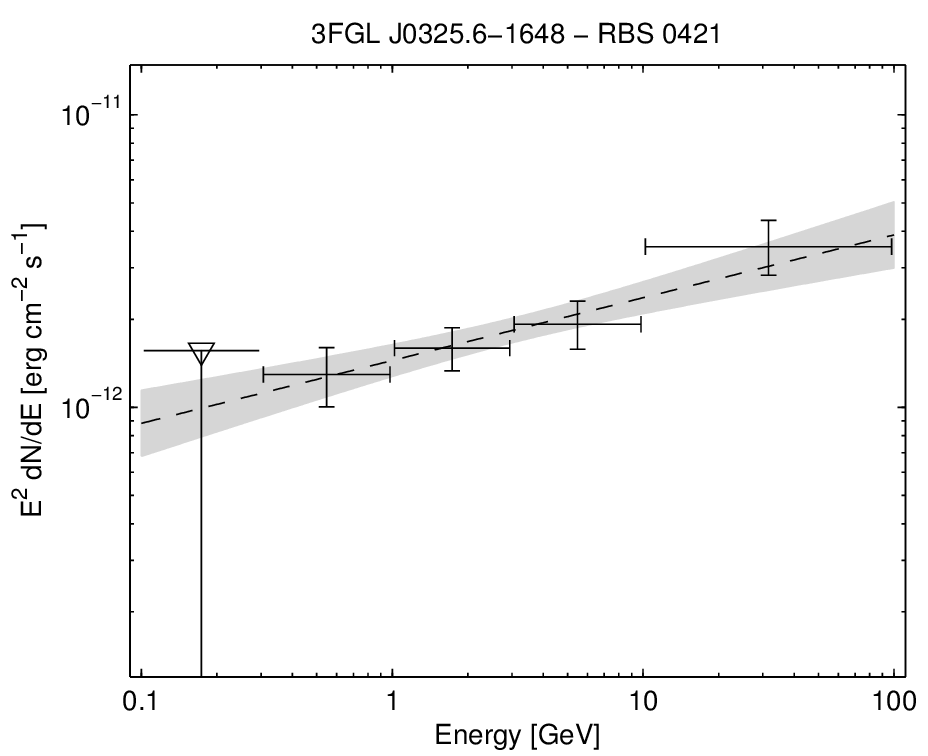 3FGL J0325.6−1648 − RBS 0421
10⁻¹¹
10⁻¹²
E² dN/dE [erg cm⁻² s⁻¹]
0.1 1 10 100
Energy [GeV]